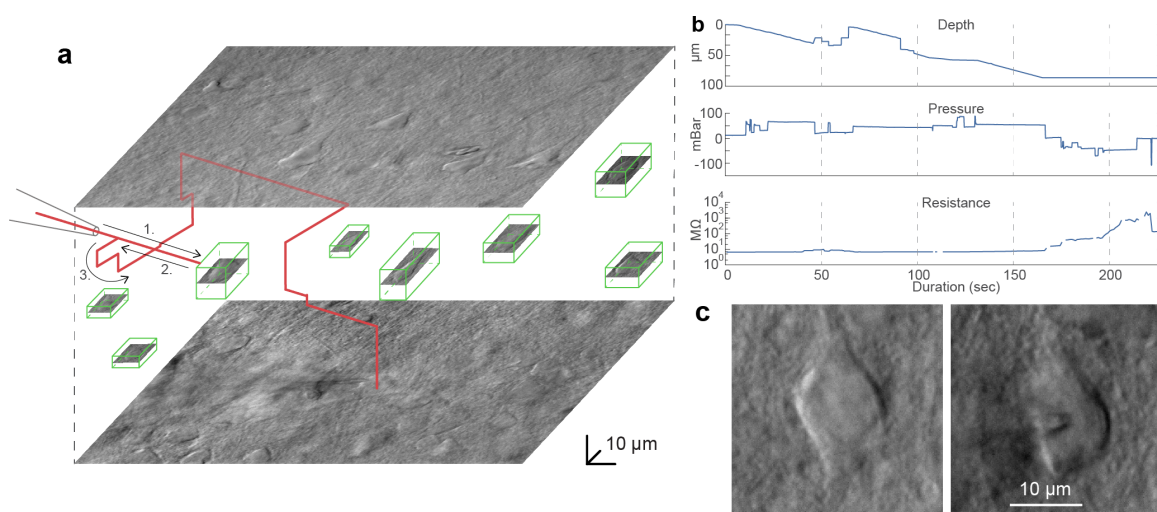 a
1.
2.
3.
10 µm
b
Depth
0
50
100
µm
Pressure
100
0
-100
mBar
Resistance
10⁴
10³
10²
10¹
10⁰
MΩ
0
50
100
150
200
Duration (sec)
c
10 µm